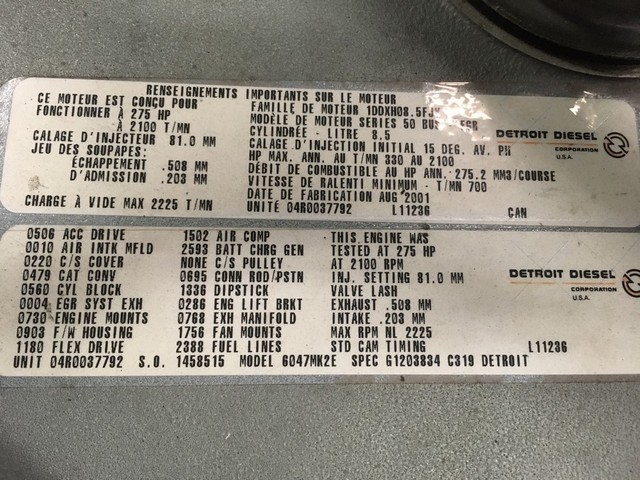 RENSEIGNEMENTS IMPORTANTS SUR LE MOTEUR
CE MOTEUR EST CONÇU POUR
FONCTIONNER À 275 HP
À 2100 T/MN
CALAGE D'INJECTEUR 81.0 MM
JEU DES SOUPAPES:
ÉCHAPPEMENT .508 MM
D'ADMISSION .203 MM
CHARGE À VIDE MAX 2225 T/MN
FAMILLE DE MOTEUR 1DDXH08.5FJY
MODÈLE DE MOTEUR SERIES 50 BUS EGR
CYLINDRÉE - LITRE 8.5
CALAGE D'INJECTION INITIAL 15 DEG. AV. PH
HP MAX. ANN. AU T/MN 330 AU 2100
DÉBIT DE COMBUSTIBLE AU HP ANN. 275.2 MM3/COURSE
VITESSE DE RALENTI MINIMUM - T/MN 700
DATE DE FABRICATION AUG 2001
UNITÉ 04R0037792 L11236 CAN
DETROIT DIESEL
CORPORATION
U.S.A.
0506 ACC DRIVE 1502 AIR COMP THIS ENGINE WAS
0010 AIR INTK MFLD 2593 BATT CHRG GEN TESTED AT 275 HP
0220 C/S COVER NONE C/S PULLEY AT 2100 RPM
0479 CAT CONV 0695 CONN ROD/PSTN INJ. SETTING 81.0 MM
0560 CYL BLOCK 1336 DIPSTICK VALVE LASH
0004 EGR SYST EXH 0286 ENG LIFT BRKT EXHAUST .508 MM
0730 ENGINE MOUNTS 0768 EXH MANIFOLD INTAKE .203 MM
0908 F/W HOUSING 1756 FAN MOUNTS MAX RPM NL 2225
1180 FLEX DRIVE 2388 FUEL LINES STD CAM TIMING L11236
UNIT 04R0037792 S.O. 1458515 MODEL 6047MK2E SPEC G1203834 C319 DETROIT
DETROIT DIESEL
CORPORATION
U.S.A.